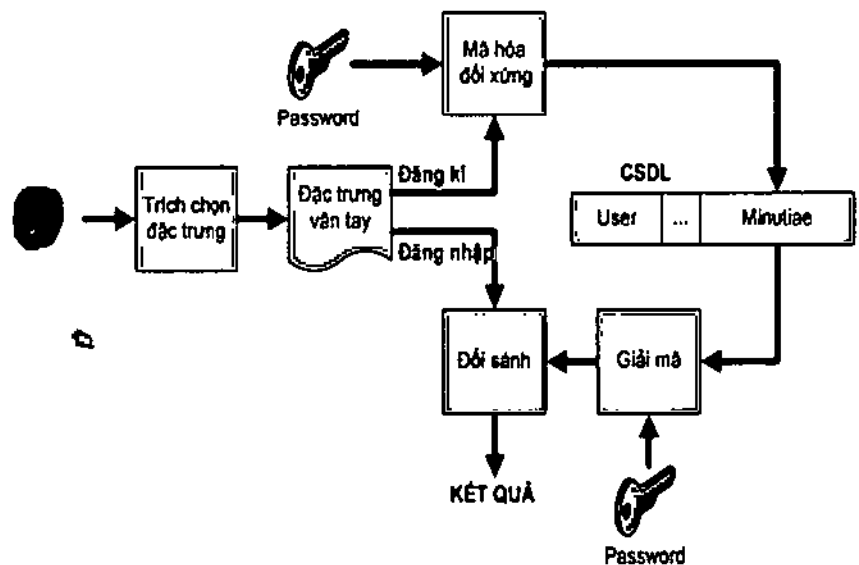 Mã hóa
đối xứng
Password
Đăng kí
CSDL
Trích chọn
đặc trưng
Đặc trưng
vân tay
User
...
Minutiae
Đăng nhập
Đối sánh
Giải mã
KẾT QUẢ
Password